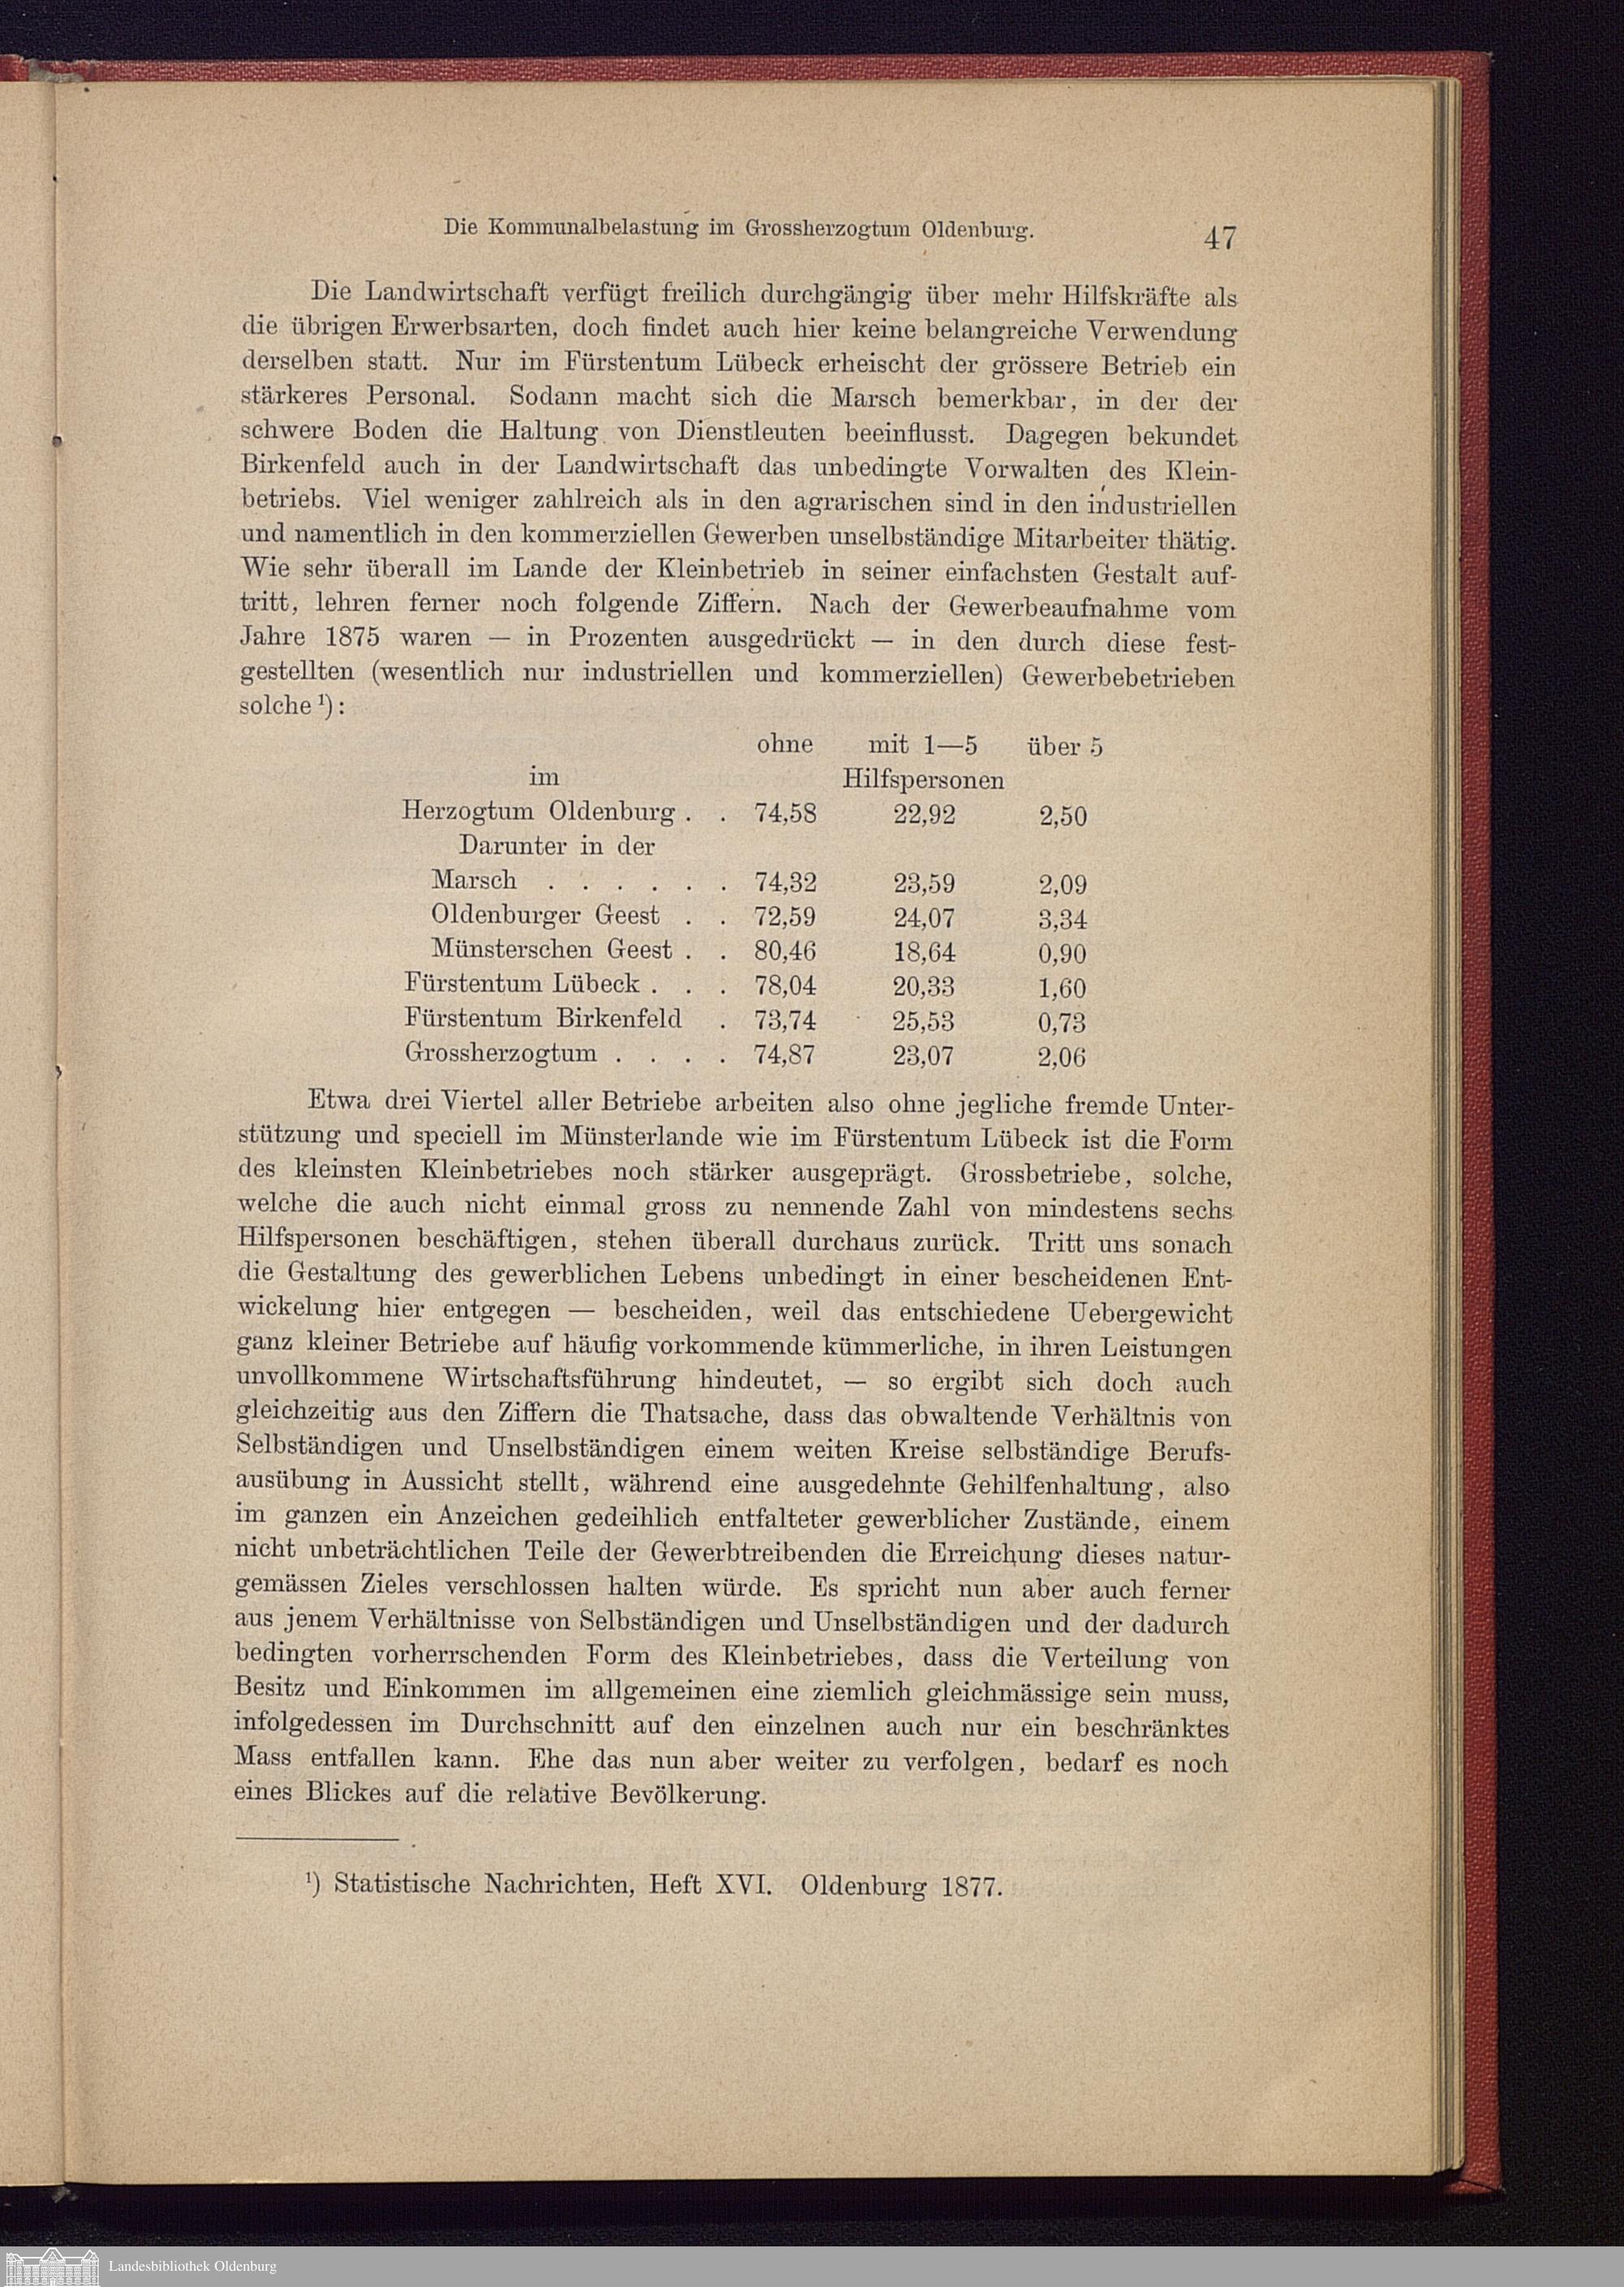 Die Kommunalbelastung im Grossherzogtum Oldenburg. 47
Die Landwirtschaft verfügt freilich durchgängig über mehr Hilfskräfte als
die übrigen Erwerbsarten, doch findet auch hier keine belangreiche Verwendung
derselben statt. Nur im Fürstentum Lübeck erheischt der grössere Betrieb ein
stärkeres Personal. Sodann macht sich die Marsch bemerkbar, in der der
schwere Boden die Haltung von Dienstleuten beeinflusst. Dagegen bekundet
Birkenfeld auch in der Landwirtschaft das unbedingte Vorwalten des Klein-
betriebs. Viel weniger zahlreich als in den agrarischen sind in den industriellen
und namentlich in den kommerziellen Gewerben unselbständige Mitarbeiter thätig.
Wie sehr überall im Lande der Kleinbetrieb in seiner einfachsten Gestalt auf-
tritt, lehren ferner noch folgende Ziffern. Nach der Gewerbeaufnahme vom
Jahre 1875 waren — in Prozenten ausgedrückt — in den durch diese fest-
gestellten (wesentlich nur industriellen und kommerziellen) Gewerbebetrieben
solche ¹):
ohne mit 1—5 über 5
im Hilfspersonen
Herzogtum Oldenburg . . 74,58 22,92 2,50
Darunter in der
Marsch . . . . . . 74,32 23,59 2,09
Oldenburger Geest . . 72,59 24,07 3,34
Münsterschen Geest . . 80,46 18,64 0,90
Fürstentum Lübeck . . . 78,04 20,33 1,60
Fürstentum Birkenfeld . 73,74 25,53 0,73
Grossherzogtum . . . . 74,87 23,07 2,06
Etwa drei Viertel aller Betriebe arbeiten also ohne jegliche fremde Unter-
stützung und speciell im Münsterlande wie im Fürstentum Lübeck ist die Form
des kleinsten Kleinbetriebes noch stärker ausgeprägt. Grossbetriebe, solche,
welche die auch nicht einmal gross zu nennende Zahl von mindestens sechs
Hilfspersonen beschäftigen, stehen überall durchaus zurück. Tritt uns sonach
die Gestaltung des gewerblichen Lebens unbedingt in einer bescheidenen Ent-
wickelung hier entgegen — bescheiden, weil das entschiedene Uebergewicht
ganz kleiner Betriebe auf häufig vorkommende kümmerliche, in ihren Leistungen
unvollkommene Wirtschaftsführung hindeutet, — so ergibt sich doch auch
gleichzeitig aus den Ziffern die Thatsache, dass das obwaltende Verhältnis von
Selbständigen und Unselbständigen einem weiten Kreise selbständige Berufs-
ausübung in Aussicht stellt, während eine ausgedehnte Gehilfenhaltung, also
im ganzen ein Anzeichen gedeihlich entfalteter gewerblicher Zustände, einem
nicht unbeträchtlichen Teile der Gewerbtreibenden die Erreichung dieses natur-
gemässen Zieles verschlossen halten würde. Es spricht nun aber auch ferner
aus jenem Verhältnisse von Selbständigen und Unselbständigen und der dadurch
bedingten vorherrschenden Form des Kleinbetriebes, dass die Verteilung von
Besitz und Einkommen im allgemeinen eine ziemlich gleichmässige sein muss,
infolgedessen im Durchschnitt auf den einzelnen auch nur ein beschränktes
Mass entfallen kann. Ehe das nun aber weiter zu verfolgen, bedarf es noch
eines Blickes auf die relative Bevölkerung.
¹) Statistische Nachrichten, Heft XVI. Oldenburg 1877.
Landesbibliothek Oldenburg